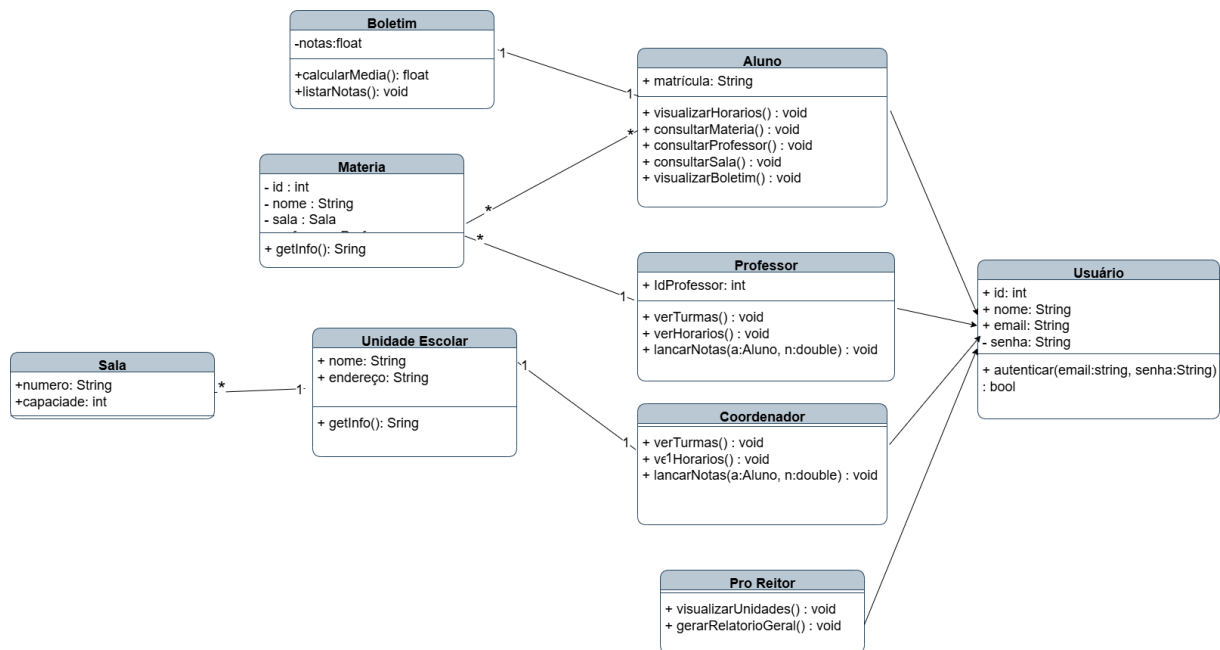 Boletim
-notas:float
+calcularMedia(): float
+listarNotas(): void
1
1
Aluno
+ matrícula: String
+ visualizarHorarios() : void
+ consultarMateria() : void
+ consultarProfessor() : void
+ consultarSala() : void
+ visualizarBoletim() : void
*
*
Materia
- id : int
- nome : String
- sala : Sala
+ getInfo(): Sring
*
1
Professor
+ IdProfessor: int
+ verTurmas() : void
+ verHorarios() : void
+ lancarNotas(a:Aluno, n:double) : void
Usuário
+ id: int
+ nome: String
+ email: String
- senha: String
+ autenticar(email:string, senha:String)
: bool
Sala
+numero: String
+capaciade: int
*
1
Unidade Escolar
+ nome: String
+ endereço: String
+ getInfo(): Sring
1
1
Coordenador
+ verTurmas() : void
+ ve1Horarios() : void
+ lancarNotas(a:Aluno, n:double) : void
Pro Reitor
+ visualizarUnidades() : void
+ gerarRelatorioGeral() : void